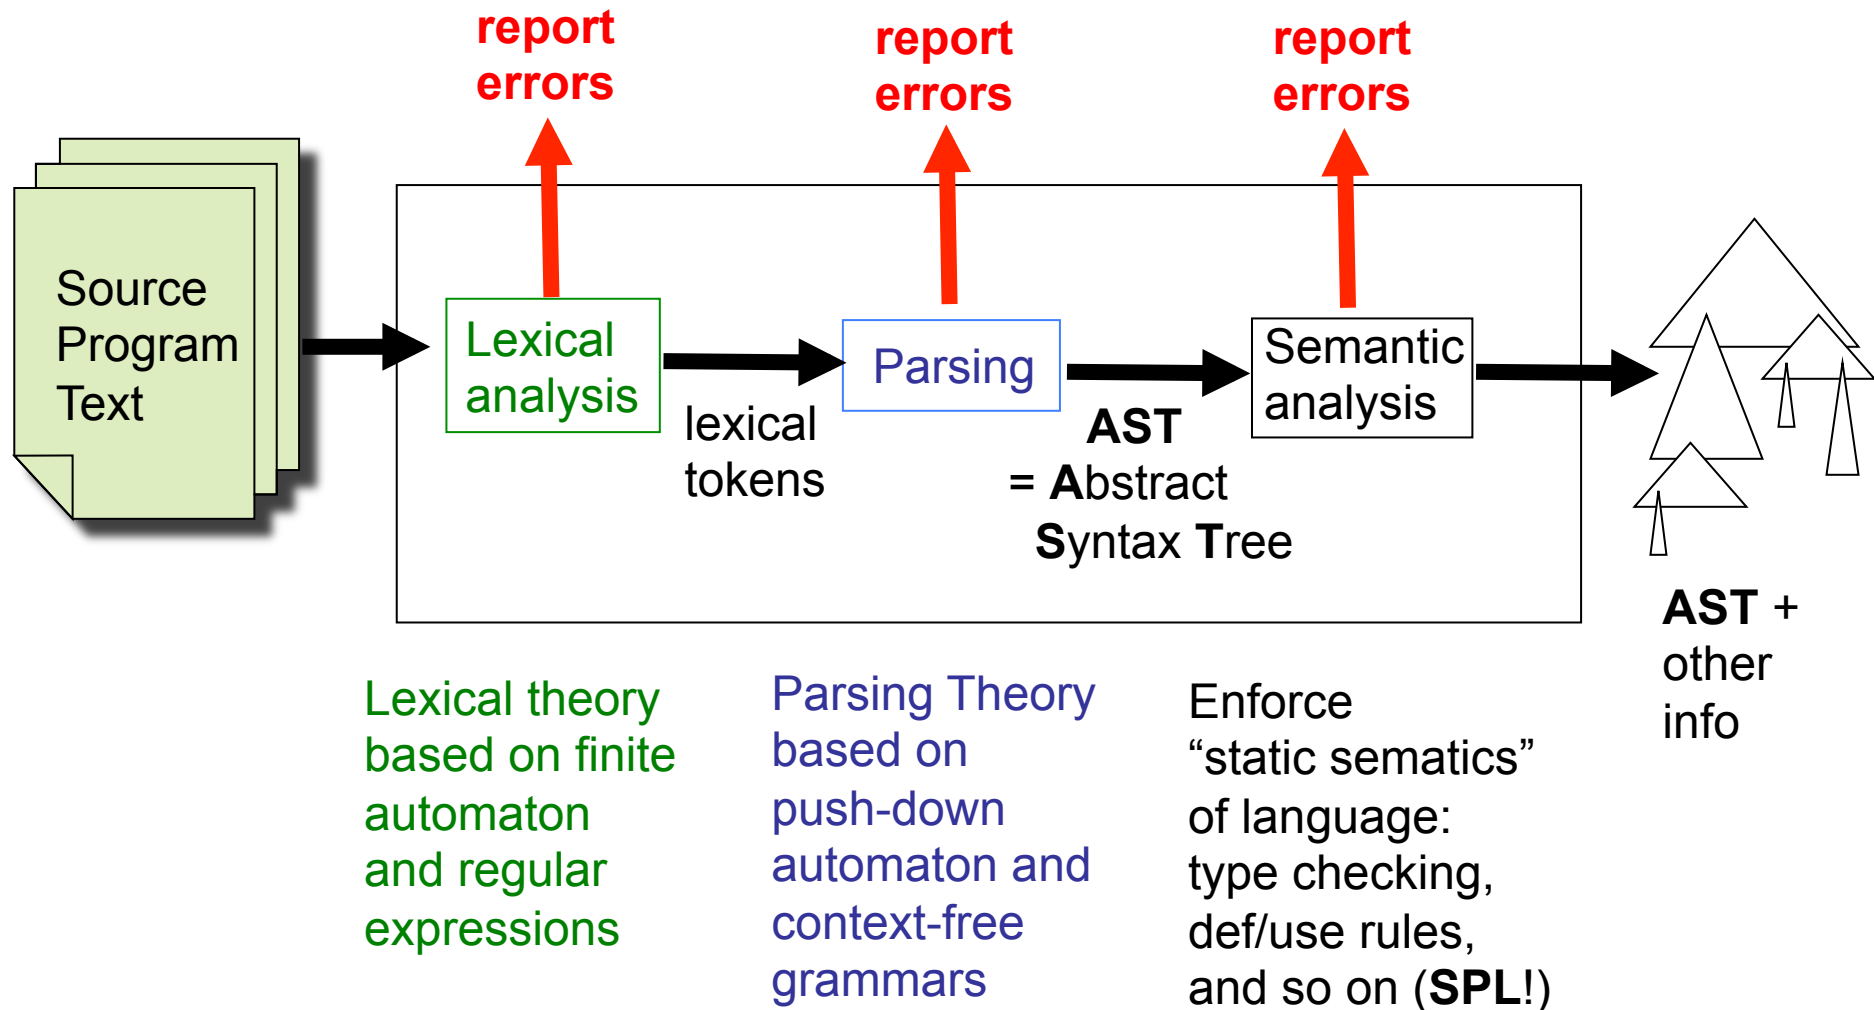 report
errors
report
errors
report
errors
Source
Program
Text
Lexical
analysis
lexical
tokens
Parsing
AST
= Abstract
Syntax Tree
Semantic
analysis
AST +
other
info
Lexical theory
based on finite
automaton
and regular
expressions
Parsing Theory
based on
push-down
automaton and
context-free
grammars
Enforce
“static sematics”
of language:
type checking,
def/use rules,
and so on (SPL!)